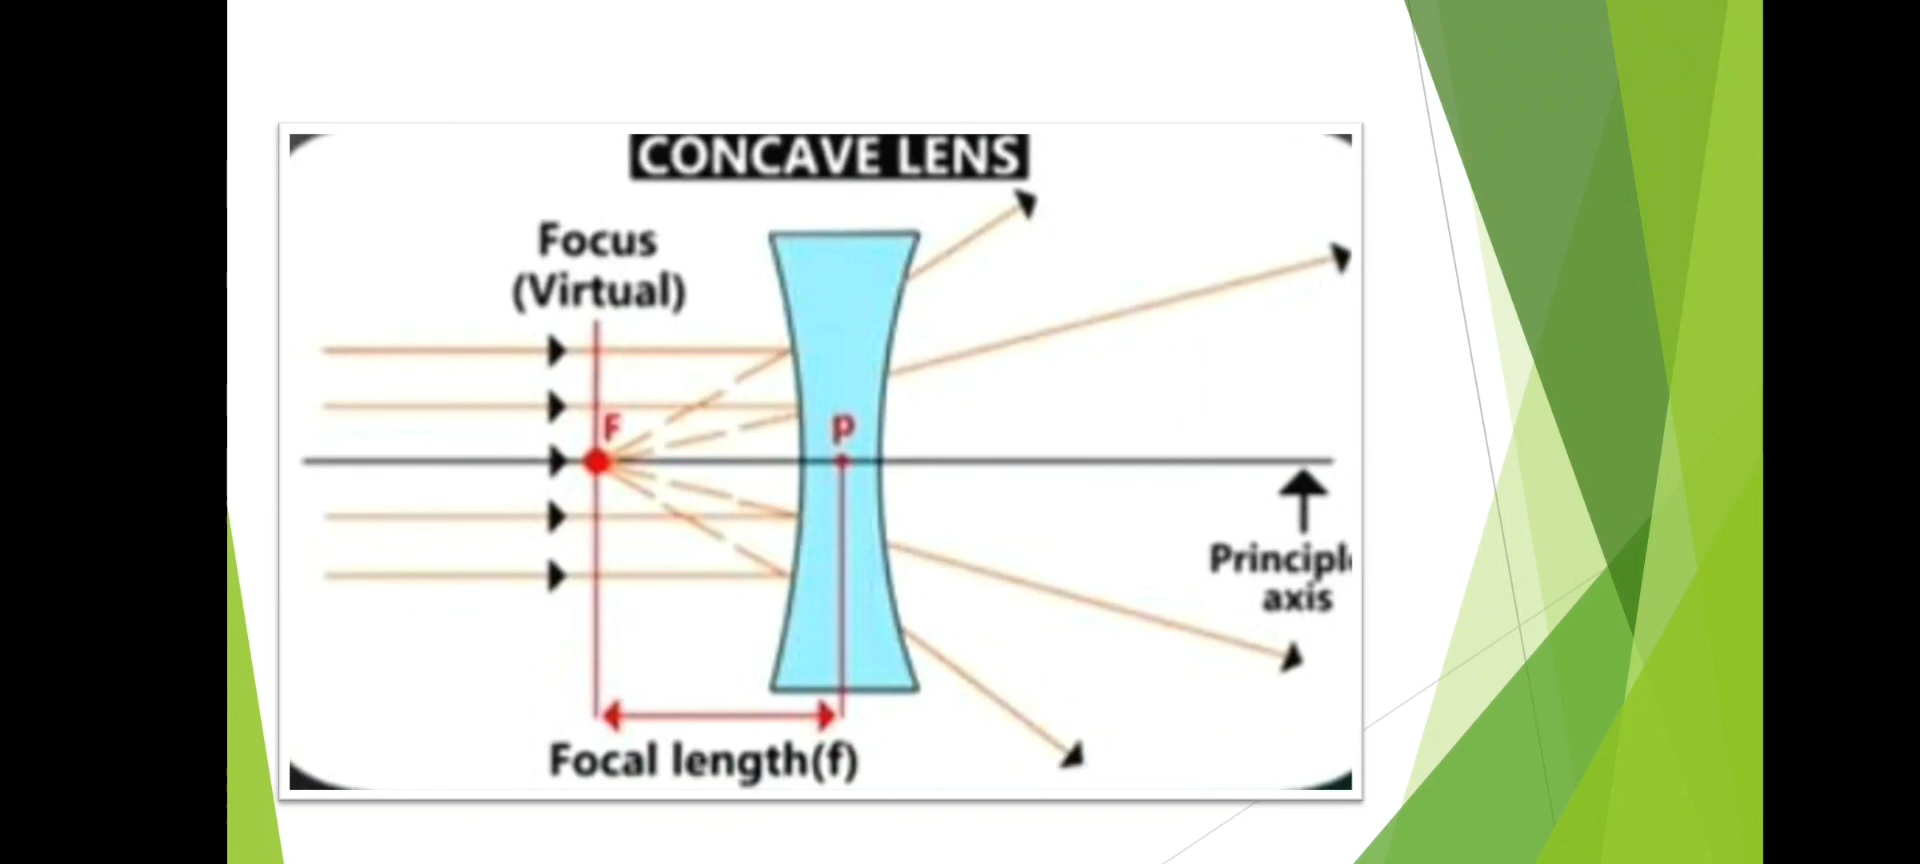 CONCAVE LENS
Focus
(Virtual)
F
P
Principl
axis
Focal length(f)